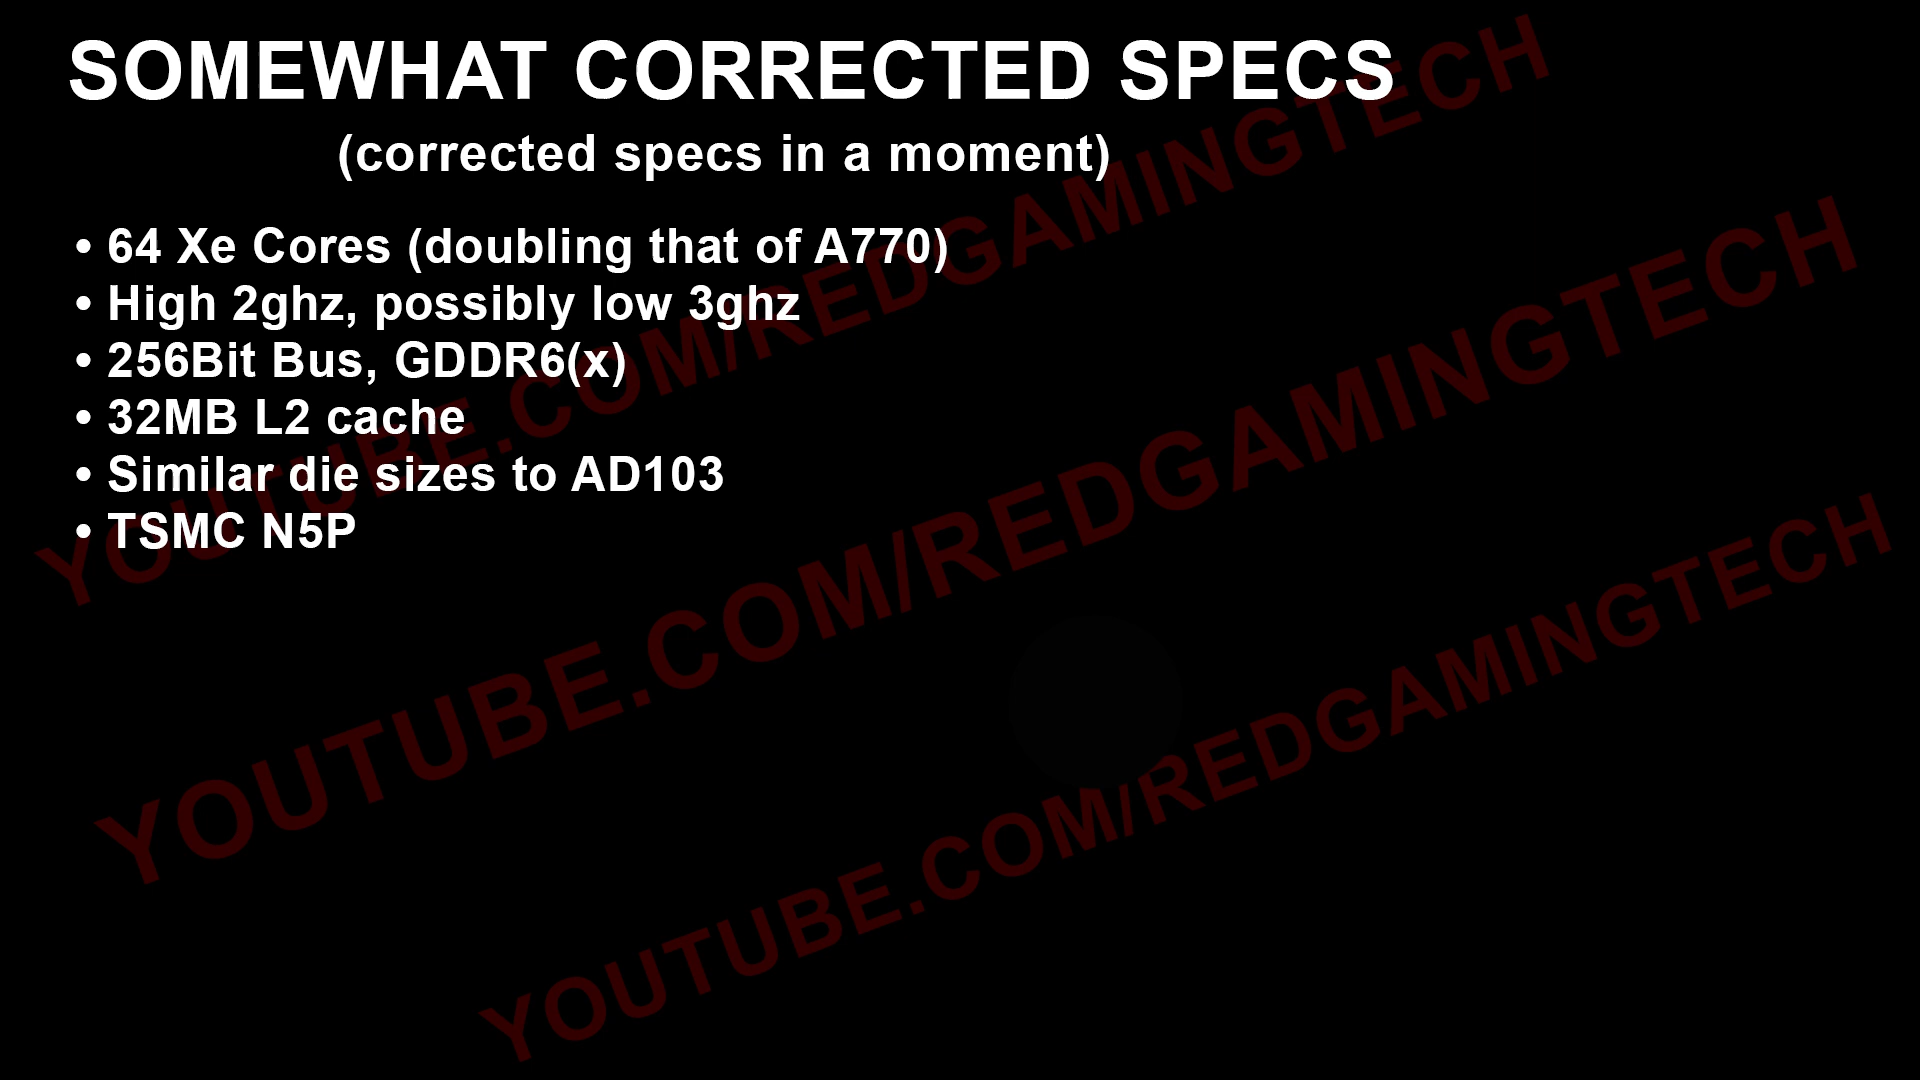 SOMEWHAT CORRECTED SPECS
(corrected specs in a moment)
• 64 Xe Cores (doubling that of A770)
• High 2ghz, possibly low 3ghz
• 256Bit Bus, GDDR6(x)
• 32MB L2 cache
• Similar die sizes to AD103
• TSMC N5P
YOUTUBE.COM/REDGAMINGTECH
YOUTUBE.COM/REDGAMINGTECH
YOUTUBE.COM/REDGAMINGTECH